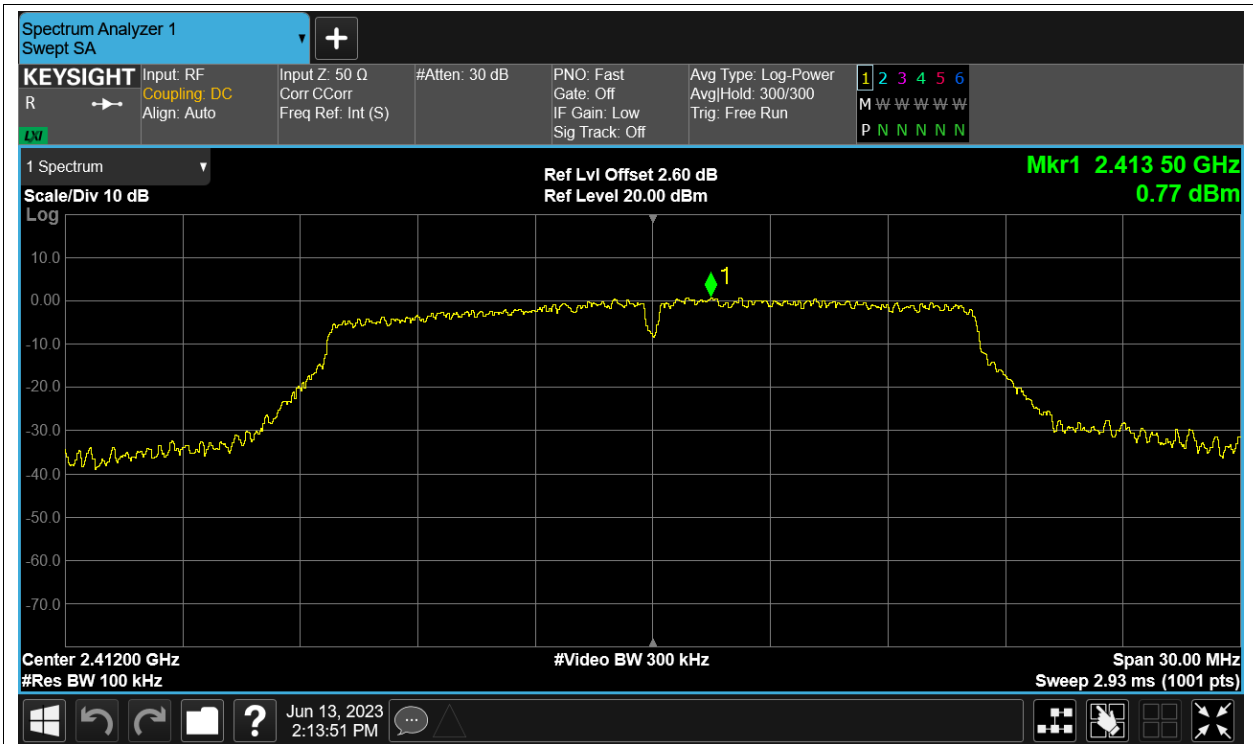 Spectrum Analyzer 1
Swept SA
KEYSIGHT
R
LXI
Input: RF
Coupling: DC
Align: Auto
Input Z: 50 Ω
Corr CCorr
Freq Ref: Int (S)
#Atten: 30 dB
PNO: Fast
Gate: Off
IF Gain: Low
Sig Track: Off
Avg Type: Log-Power
Avg|Hold: 300/300
Trig: Free Run
1 2 3 4 5 6
M W W W W W
P N N N N N
1 Spectrum
Scale/Div 10 dB
Log
Ref Lvl Offset 2.60 dB
Ref Level 20.00 dBm
Mkr1 2.413 50 GHz
0.77 dBm
1
10.0
0.00
-10.0
-20.0
-30.0
-40.0
-50.0
-60.0
-70.0
Center 2.41200 GHz
#Res BW 100 kHz
#Video BW 300 kHz
Span 30.00 MHz
Sweep 2.93 ms (1001 pts)
?
Jun 13, 2023
2:13:51 PM